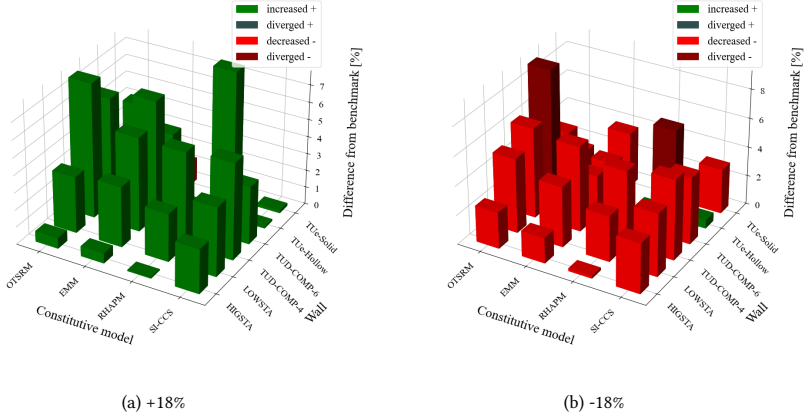 increased +
diverged +
decreased -
diverged -
7
6
5
4
3
2
1
0
Difference from benchmark [%]
OTSRM
EMM
RHAPM
SI-CCS
Constitutive model
HIGSTA
LOWSTA
TUD-COMP-4
TUD-COMP-6
TUe-Hollow
TUe-Solid
Wall
(a) +18%
increased +
diverged +
decreased -
diverged -
8
6
4
2
0
Difference from benchmark [%]
OTSRM
EMM
RHAPM
SI-CCS
Constitutive model
HIGSTA
LOWSTA
TUD-COMP-4
TUD-COMP-6
TUe-Hollow
TUe-Solid
Wall
(b) -18%